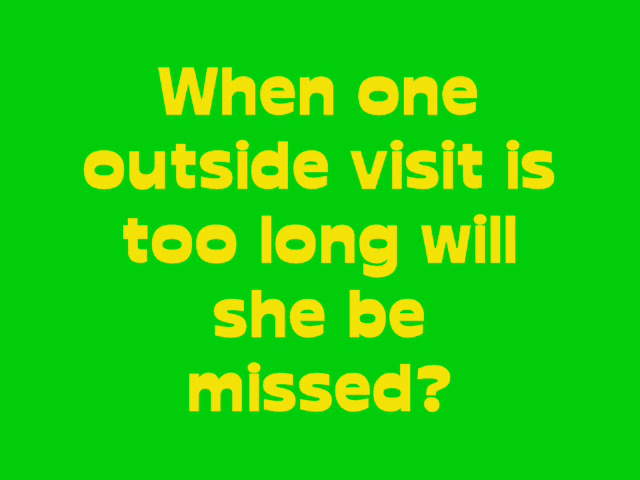 When one
outside visit is
too long will
she be
missed?